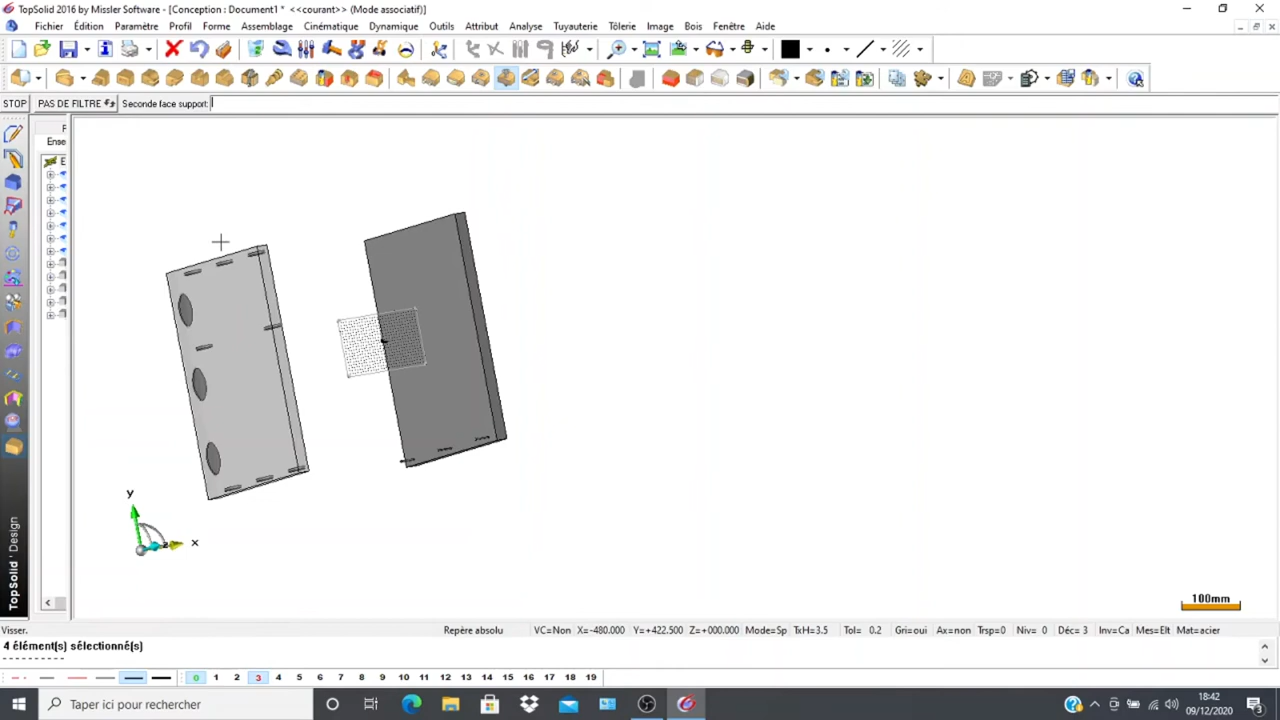 TopSolid 2016 by Missler Software - [Conception : Document1 * <<courant>> (Mode associatif)]
Fichier Édition Paramètre Profil Forme Assemblage Cinématique Dynamique Outils Attribut Analyse Tuyauterie Tôlerie Image Bois Fenêtre Aide
STOP PAS DE FILTRE Seconde face support:
Ense
E
y
x
z
TopSolid'Design
100mm
Visser. Repère absolu VC=Non X=-480.000 Y=+422.500 Z=+000.000 Mode=Sp TxH=3.5 Tol= 0.2 Gri=oui Ax=non Trsp=0 Niv= 0 Déc= 3 Inv=Ca Mes=Elt Mat=acier
4 élément(s) sélectionné(s)
0 1 2 3 4 5 6 7 8 9 10 11 12 13 14 15 16 17 18 19
Taper ici pour rechercher
18:42
09/12/2020
3